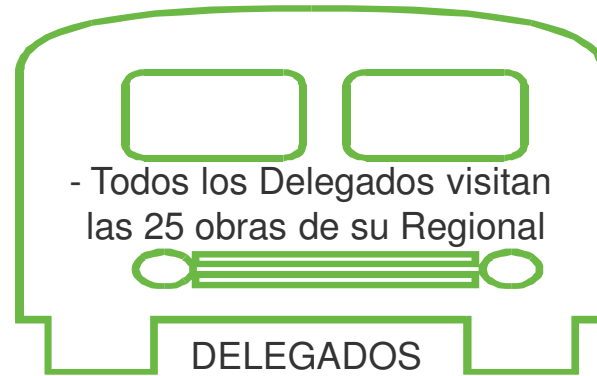 - Todos los Delegados visitan
las 25 obras de su Regional
DELEGADOS